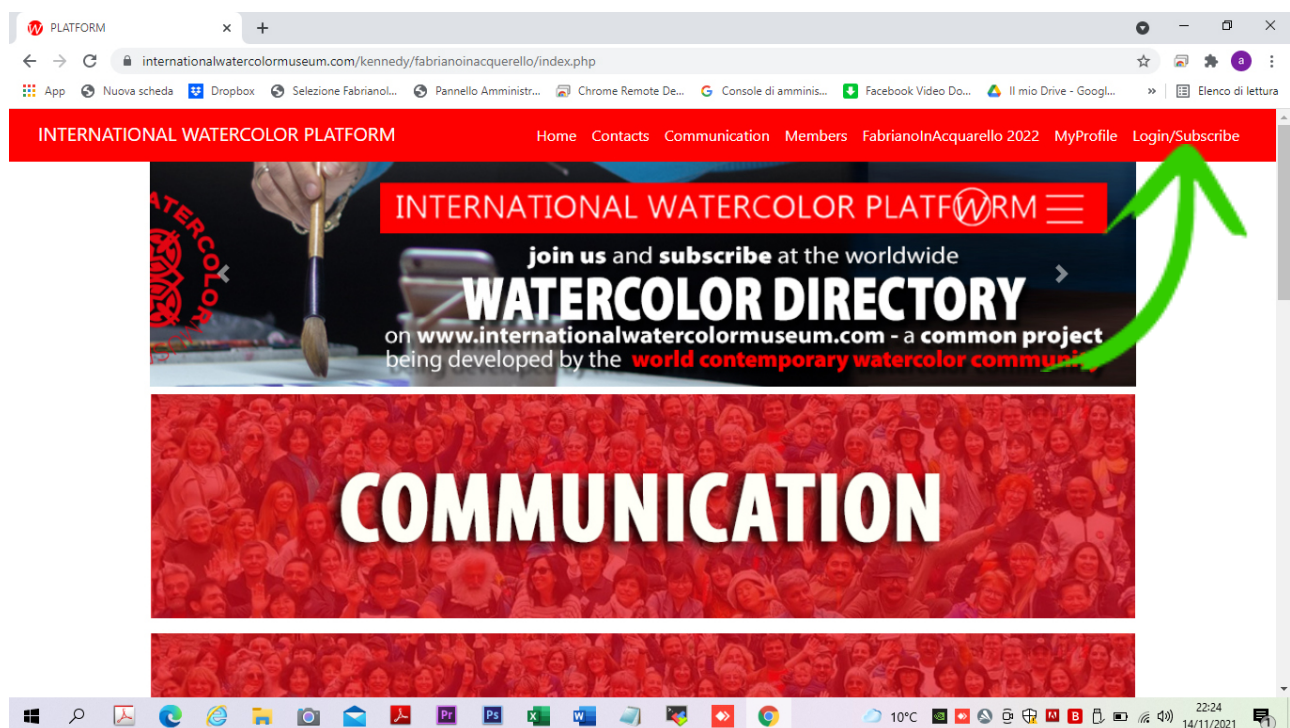 PLATFORM
internationalwatercolormuseum.com/kennedy/fabrianoinacquerello/index.php
a
App Nuova scheda Dropbox Selezione Fabrianol... Pannello Amministr... Chrome Remote De... Console di amminis... Facebook Video Do... Il mio Drive - Googl... » Elenco di lettura
INTERNATIONAL WATERCOLOR PLATFORM Home Contacts Communication Members FabrianoInAcquarello 2022 MyProfile Login/Subscribe
WATERCOLOR
INTERNATIONAL WATERCOLOR PLATFORM
join us and subscribe at the worldwide
WATERCOLOR DIRECTORY
on www.internationalwatercolormuseum.com - a common project
being developed by the world contemporary watercolor community
COMMUNICATION
Pr Ps 10°C 22:24
14/11/2021